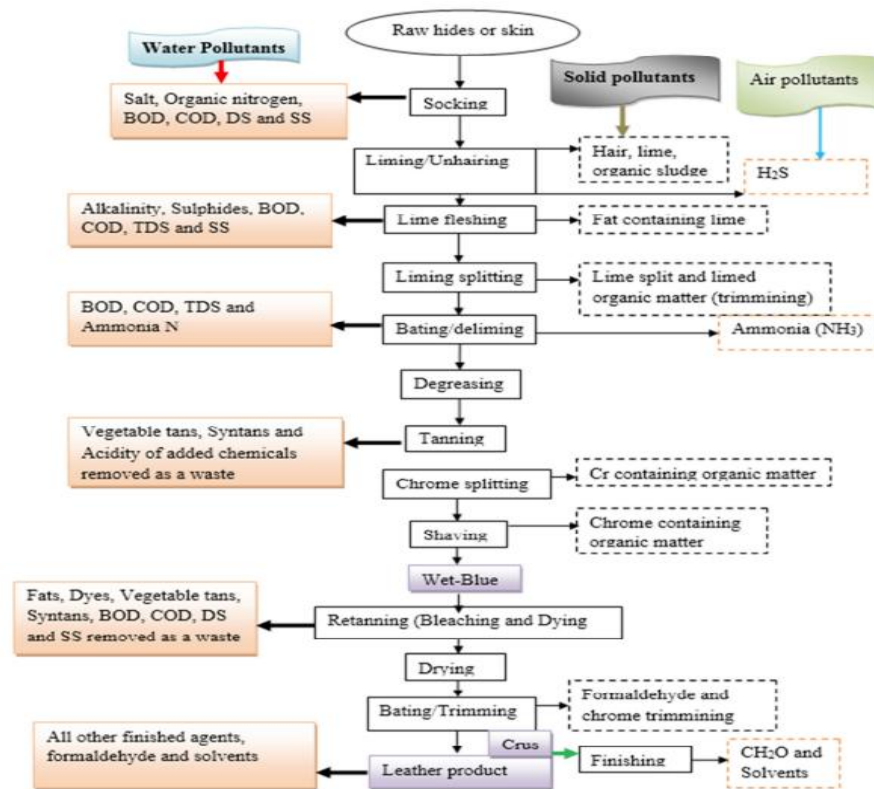 Water Pollutants
Raw hides or skin
Solid pollutants
Air pollutants
Salt, Organic nitrogen,
BOD, COD, DS and SS
Socking
Liming/Unhairing
Hair, lime,
organic sludge
H₂S
Alkalinity, Sulphides, BOD,
COD, TDS and SS
Lime fleshing
Fat containing lime
Liming splitting
Lime split and limed
organic matter (trimmining)
BOD, COD, TDS and
Ammonia N
Bating/deliming
Ammonia (NH₃)
Degreasing
Vegetable tans, Syntans and
Acidity of added chemicals
removed as a waste
Tanning
Chrome splitting
Cr containing organic matter
Shaving
Chrome containing
organic matter
Wet-Blue
Fats, Dyes, Vegetable tans,
Syntans, BOD, COD, DS
and SS removed as a waste
Retanning (Bleaching and Dying
Drying
Bating/Trimming
Formaldehyde and
chrome trimmining
All other finished agents,
formaldehyde and solvents
Crus
Leather product
Finishing
CH₂O and
Solvents